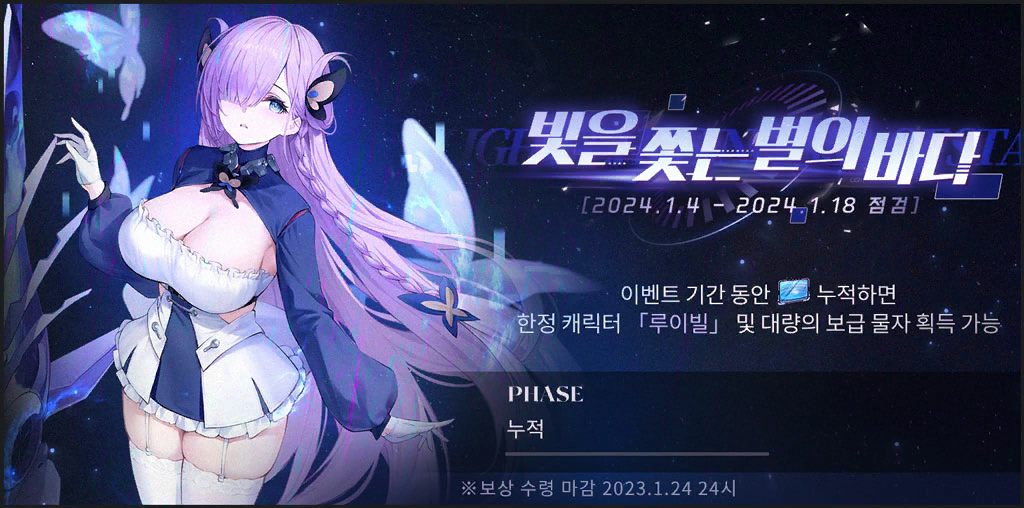 빛을 쫓는 별의 바다
[2024.1.4 - 2024.1.18 점검]
이벤트 기간 동안 누적하면
한정 캐릭터 「루이빌」 및 대량의 보급 물자 획득 가능
PHASE
누적
※보상 수령 마감 2023.1.24 24시